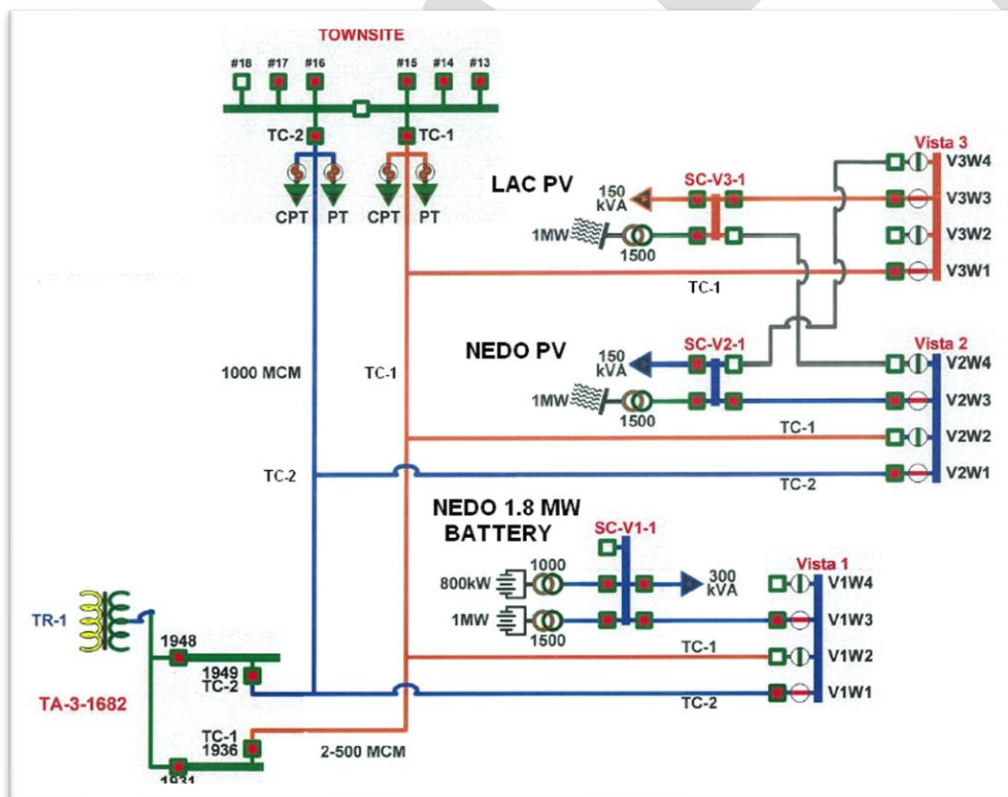 TOWNSITE
#18 #17 #16 #15 #14 #13
TC-2 TC-1
CPT PT CPT PT
Vista 3
V3W4
LAC PV
SC-V3-1
150 kVA
V3W3
1MW
1500
V3W2
V3W1
TC-1
Vista 2
NEDO PV
SC-V2-1
150 kVA
V2W4
1000 MCM
TC-1
1MW
1500
V2W3
TC-1
V2W2
TC-2
V2W1
TC-2
NEDO 1.8 MW
BATTERY
SC-V1-1
Vista 1
800kW
1000
300 kVA
V1W4
1MW
1500
V1W3
TR-1
TC-1
V1W2
1948
1949
TC-2
V1W1
TC-2
TA-3-1682
TC-1
1936
2-500 MCM
1931